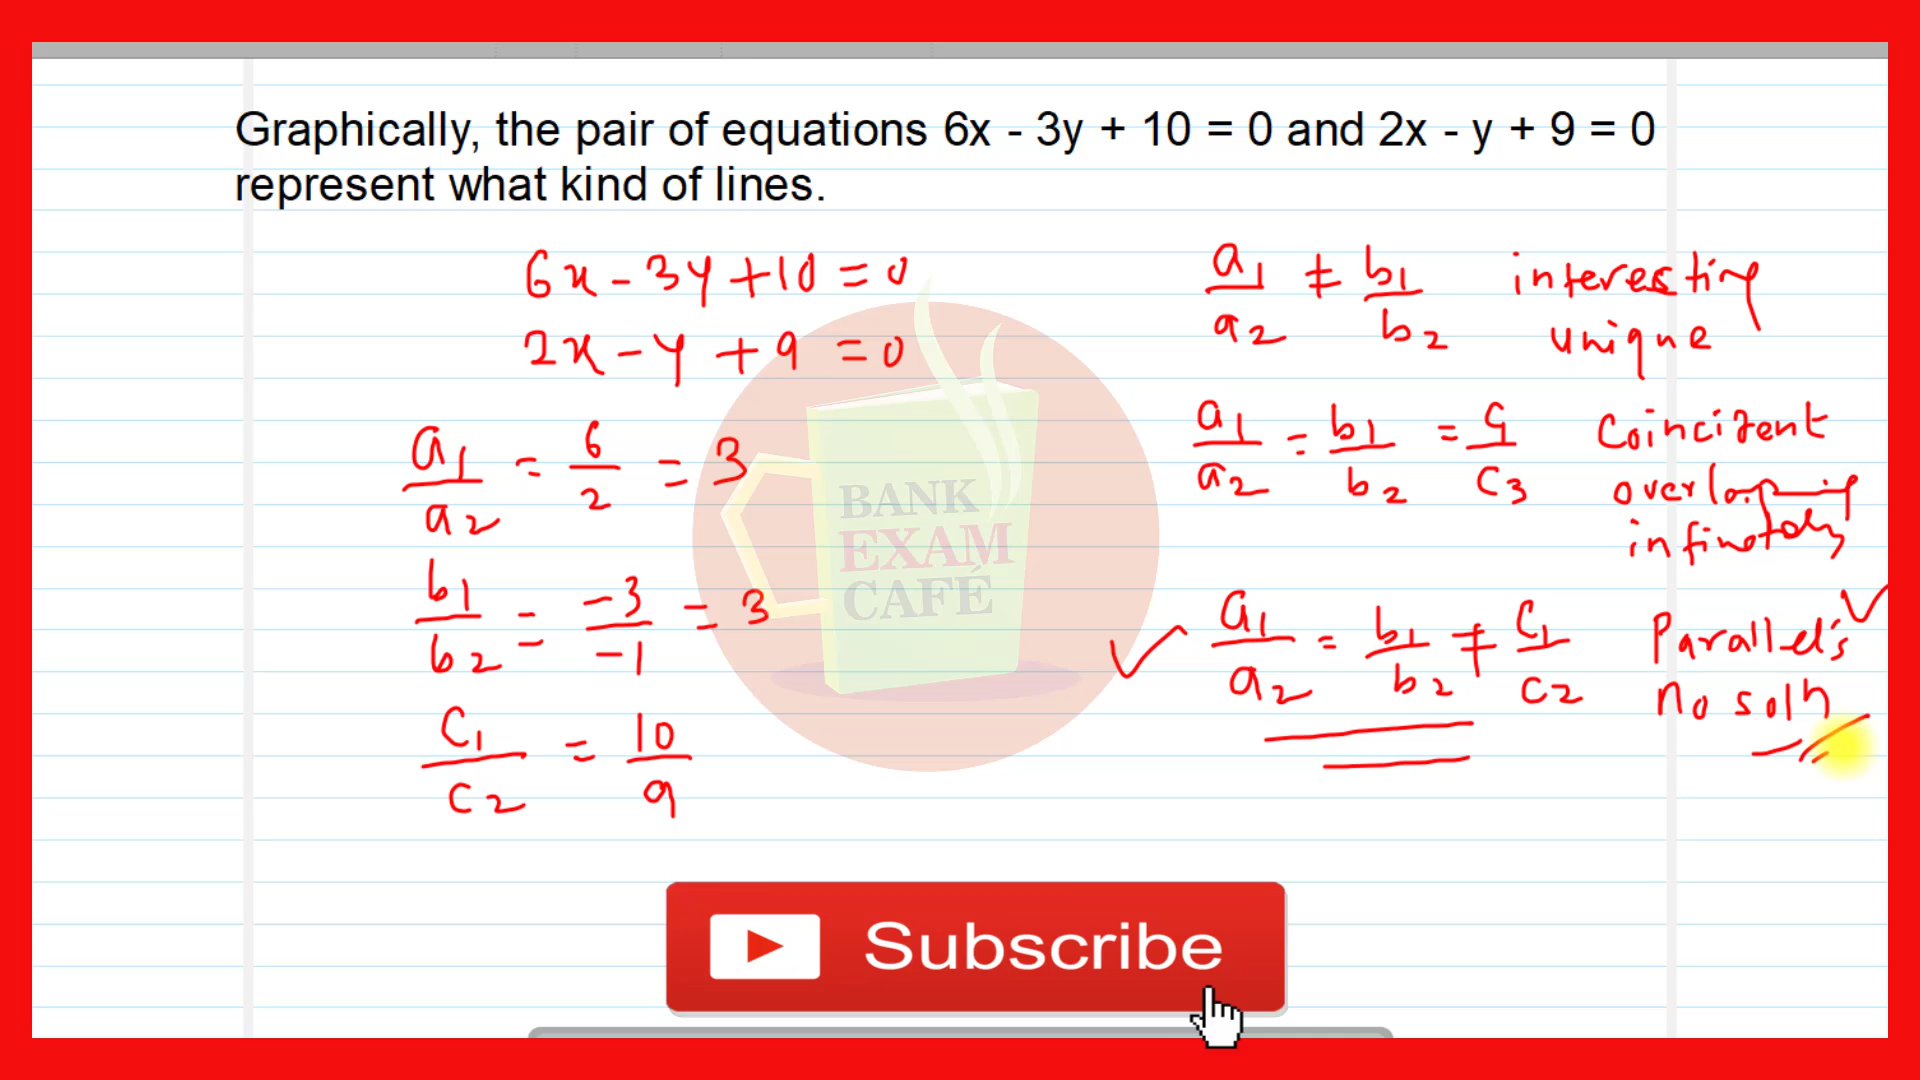 Graphically, the pair of equations 6x - 3y + 10 = 0 and 2x - y + 9 = 0
represent what kind of lines.
6x - 3y + 10 = 0
2x - y + 9 = 0
a1/a2 = 6/2 = 3
b1/b2 = -3/-1 = 3
c1/c2 = 10/9
a1/a2 ≠ b1/b2 interesting
unique
a1/a2 = b1/b2 = c1/c3 Coincident
overlapping
a1/a2 = b1/b2 ≠ c1/c2 Parallel's
no soln
BANK
EXAM
CAFÉ
Subscribe